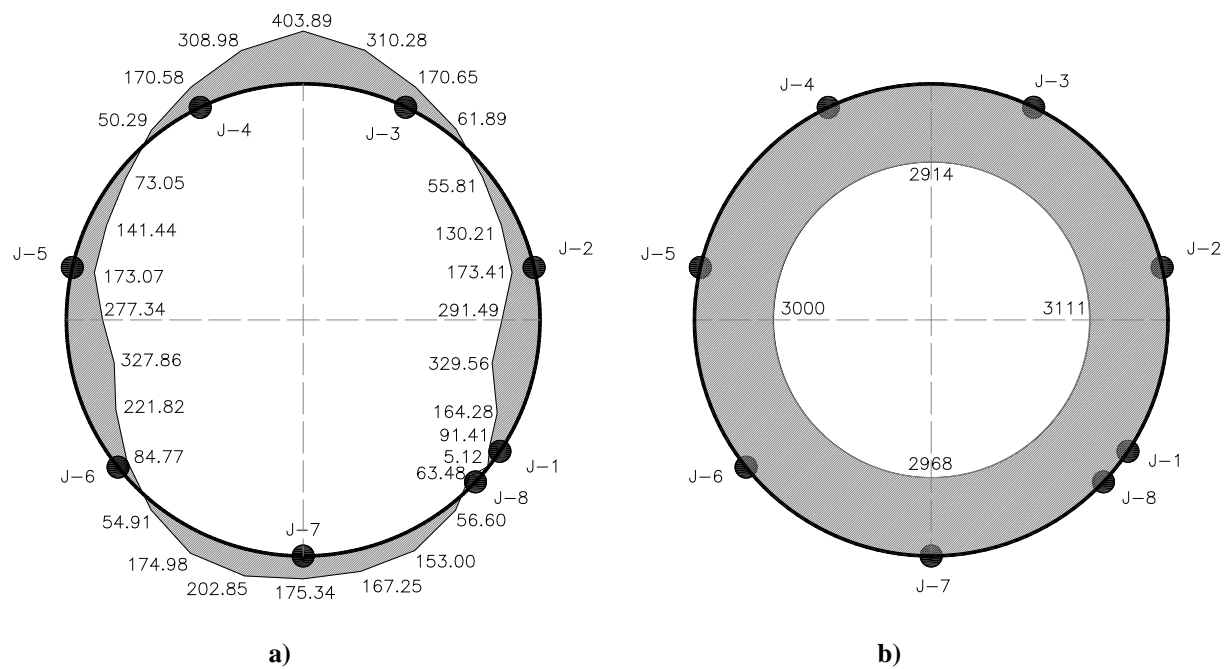 403.89
308.98
310.28
170.58
170.65
50.29
61.89
J-4
J-3
73.05
55.81
141.44
130.21
J-5
J-2
173.07
173.41
277.34
291.49
327.86
329.56
221.82
164.28
91.41
5.12
84.77
63.48
J-1
J-6
J-8
J-7
54.91
56.60
174.98
153.00
202.85
175.34
167.25
a)
J-4
J-3
2914
J-5
J-2
3000
3111
2968
J-1
J-6
J-8
J-7
b)